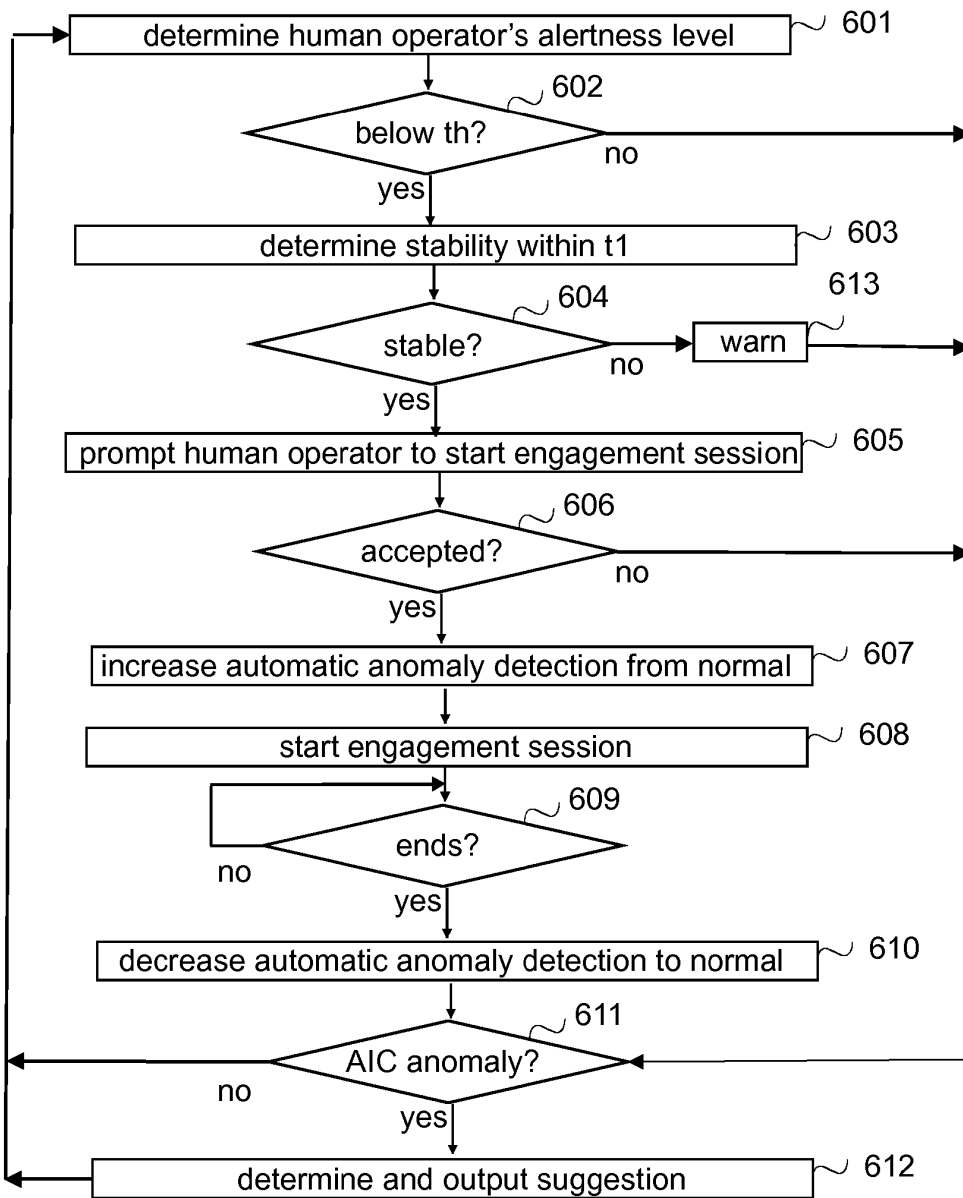 determine human operator's alertness level
601
602
below th?
no
yes
determine stability within t1
603
604
613
stable?
no
warn
yes
prompt human operator to start engagement session
605
606
accepted?
no
yes
increase automatic anomaly detection from normal
607
start engagement session
608
609
ends?
no
yes
decrease automatic anomaly detection to normal
610
611
AIC anomaly?
no
yes
determine and output suggestion
612